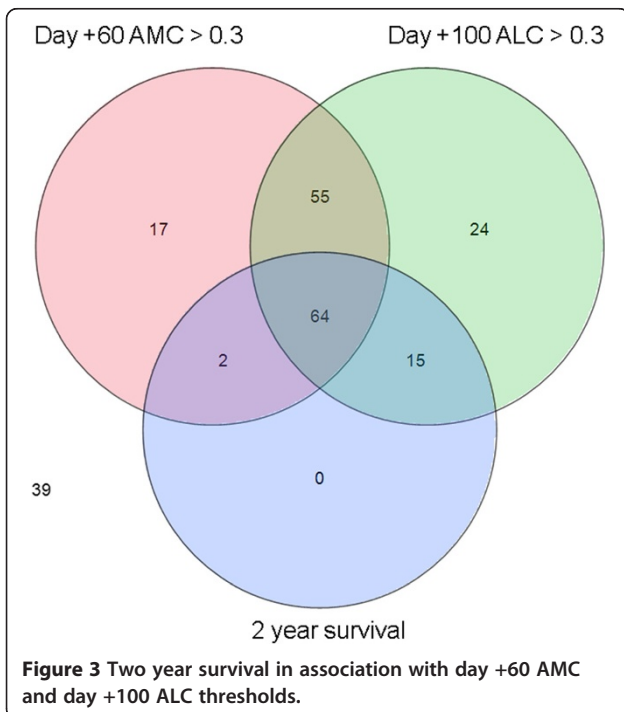 Day +60 AMC > 0.3
Day +100 ALC > 0.3
55
17
24
64
2
15
0
39
2 year survival
Figure 3 Two year survival in association with day +60 AMC
and day +100 ALC thresholds.